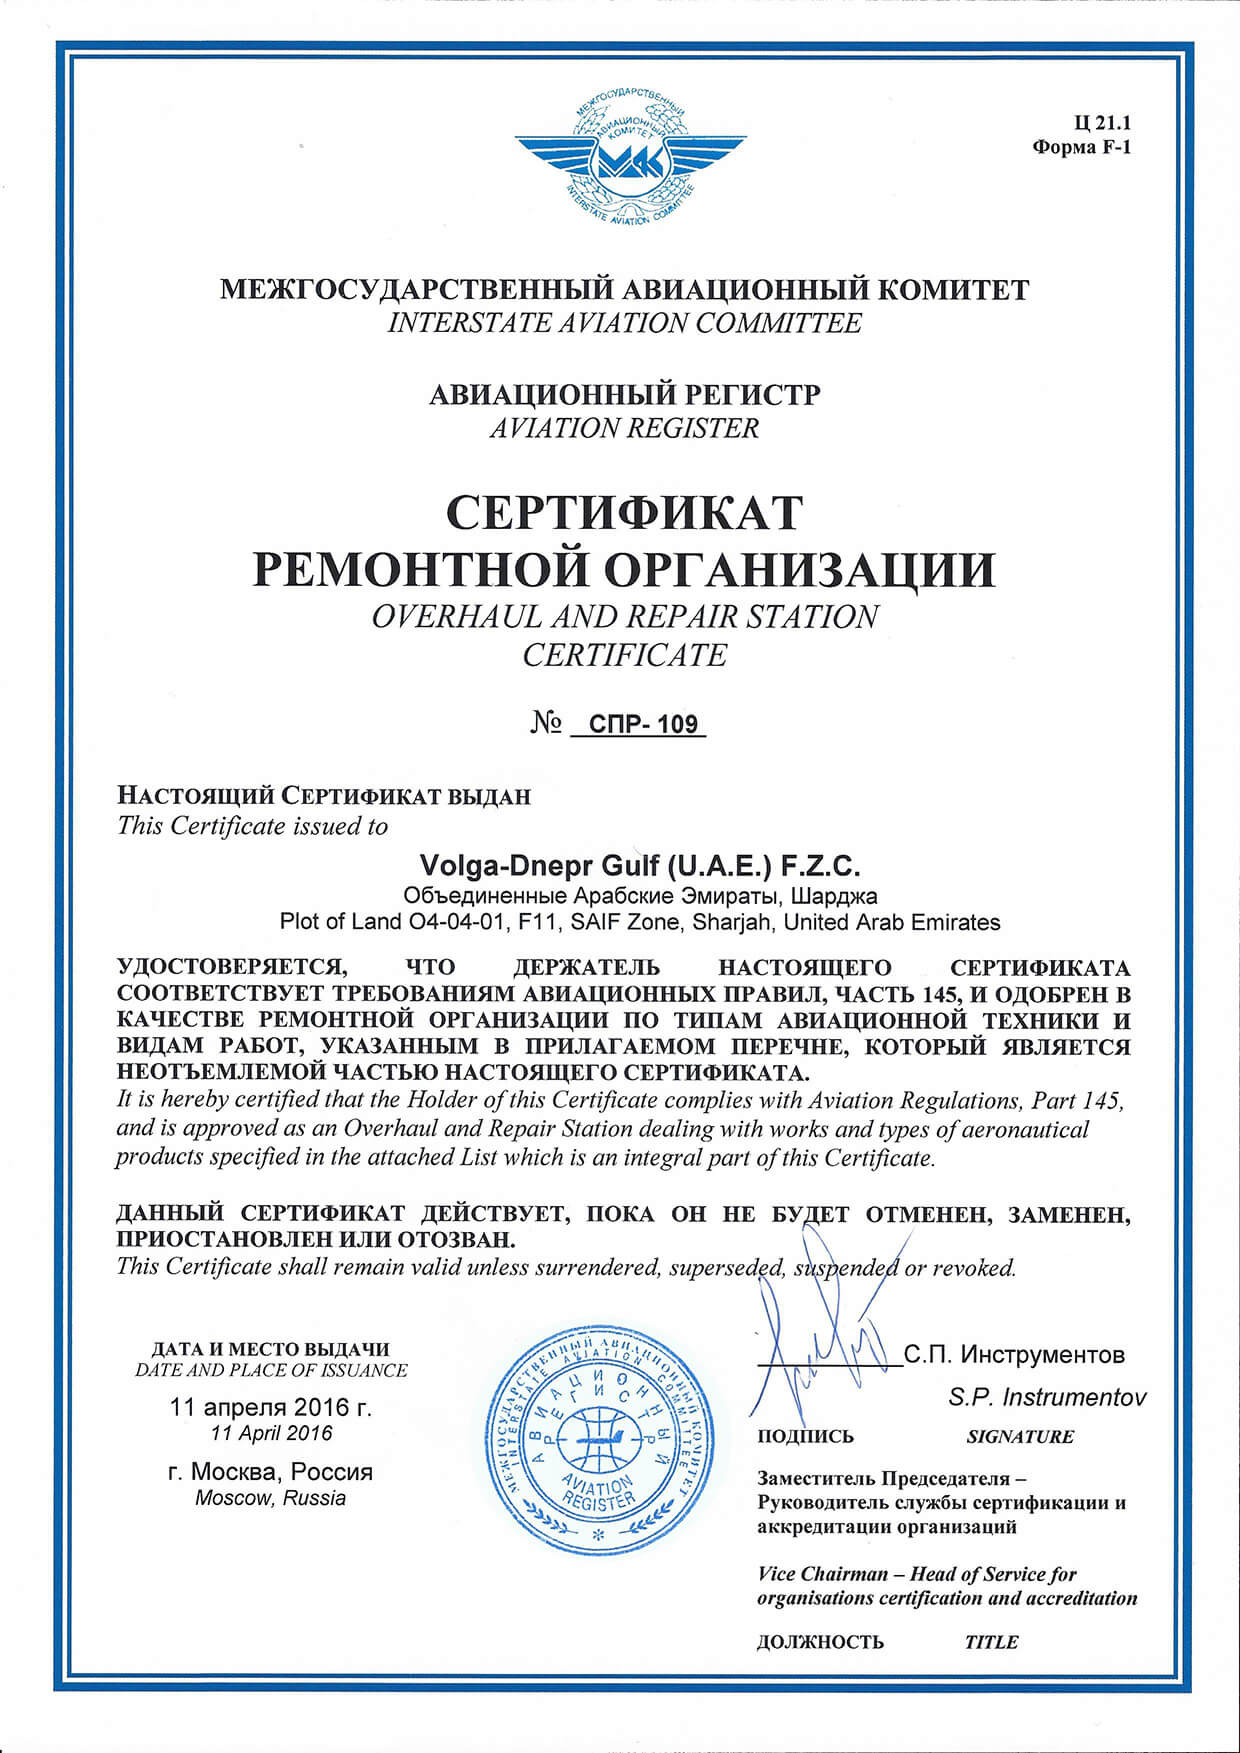 МЕЖГОСУДАРСТВЕННЫЙ
АВИАЦИОННЫЙ
КОМИТЕТ
МАК
INTERSTATE AVIATION COMMITTEE
Ц 21.1
Форма F-1
МЕЖГОСУДАРСТВЕННЫЙ АВИАЦИОННЫЙ КОМИТЕТ
INTERSTATE AVIATION COMMITTEE
АВИАЦИОННЫЙ РЕГИСТР
AVIATION REGISTER
СЕРТИФИКАТ
РЕМОНТНОЙ ОРГАНИЗАЦИИ
OVERHAUL AND REPAIR STATION
CERTIFICATE
№ СПР- 109
НАСТОЯЩИЙ СЕРТИФИКАТ ВЫДАН
This Certificate issued to
Volga-Dnepr Gulf (U.A.E.) F.Z.C.
Объединенные Арабские Эмираты, Шарджа
Plot of Land O4-04-01, F11, SAIF Zone, Sharjah, United Arab Emirates
УДОСТОВЕРЯЕТСЯ, ЧТО ДЕРЖАТЕЛЬ НАСТОЯЩЕГО СЕРТИФИКАТА
СООТВЕТСТВУЕТ ТРЕБОВАНИЯМ АВИАЦИОННЫХ ПРАВИЛ, ЧАСТЬ 145, И ОДОБРЕН В
КАЧЕСТВЕ РЕМОНТНОЙ ОРГАНИЗАЦИИ ПО ТИПАМ АВИАЦИОННОЙ ТЕХНИКИ И
ВИДАМ РАБОТ, УКАЗАННЫМ В ПРИЛАГАЕМОМ ПЕРЕЧНЕ, КОТОРЫЙ ЯВЛЯЕТСЯ
НЕОТЪЕМЛЕМОЙ ЧАСТЬЮ НАСТОЯЩЕГО СЕРТИФИКАТА.
It is hereby certified that the Holder of this Certificate complies with Aviation Regulations, Part 145,
and is approved as an Overhaul and Repair Station dealing with works and types of aeronautical
products specified in the attached List which is an integral part of this Certificate.
ДАННЫЙ СЕРТИФИКАТ ДЕЙСТВУЕТ, ПОКА ОН НЕ БУДЕТ ОТМЕНЕН, ЗАМЕНЕН,
ПРИОСТАНОВЛЕН ИЛИ ОТОЗВАН.
This Certificate shall remain valid unless surrendered, superseded, suspended or revoked.
ДАТА И МЕСТО ВЫДАЧИ
DATE AND PLACE OF ISSUANCE
11 апреля 2016 г.
11 April 2016
г. Москва, Россия
Moscow, Russia
МЕЖГОСУДАРСТВЕННЫЙ АВИАЦИОННЫЙ КОМИТЕТ
INTERSTATE AVIATION COMMITTEE
АВИАЦИОННЫЙ
РЕГИСТР
AVIATION
REGISTER
С.П. Инструментов
S.P. Instrumentov
ПОДПИСЬ SIGNATURE
Заместитель Председателя –
Руководитель службы сертификации и
аккредитации организаций
Vice Chairman – Head of Service for
organisations certification and accreditation
ДОЛЖНОСТЬ TITLE